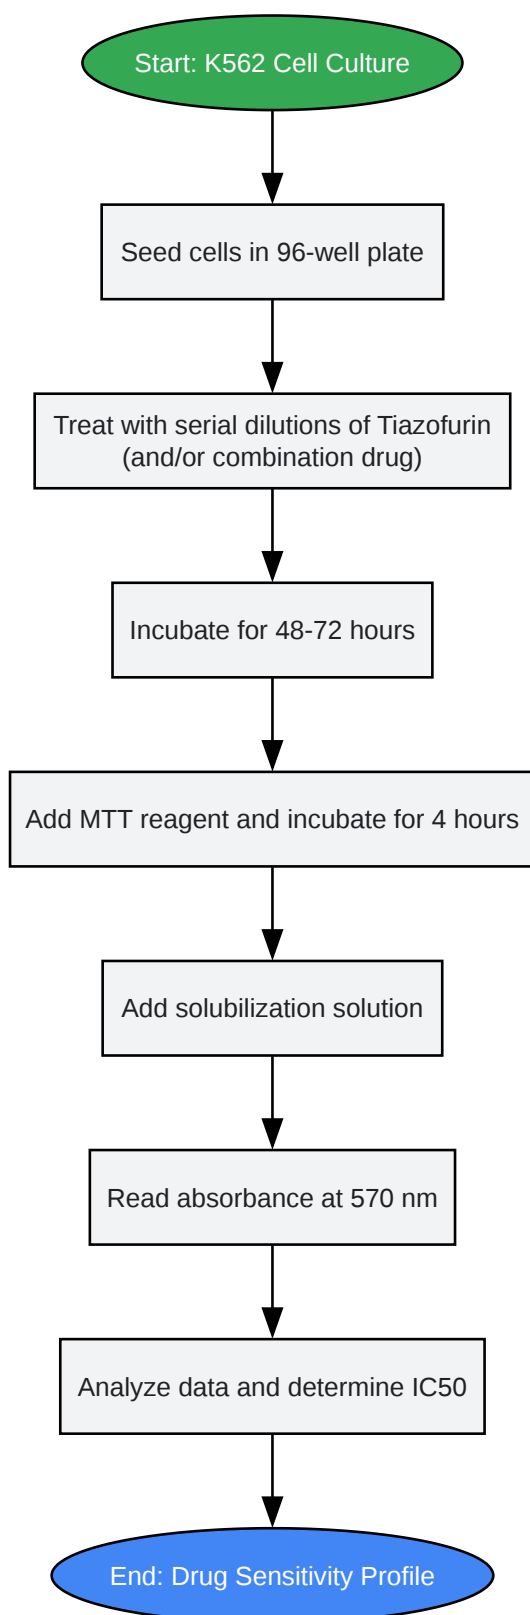 Start: K562 Cell Culture
Seed cells in 96-well plate
Treat with serial dilutions of Tiazofurin
(and/or combination drug)
Incubate for 48-72 hours
Add MTT reagent and incubate for 4 hours
Add solubilization solution
Read absorbance at 570 nm
Analyze data and determine IC50
End: Drug Sensitivity Profile